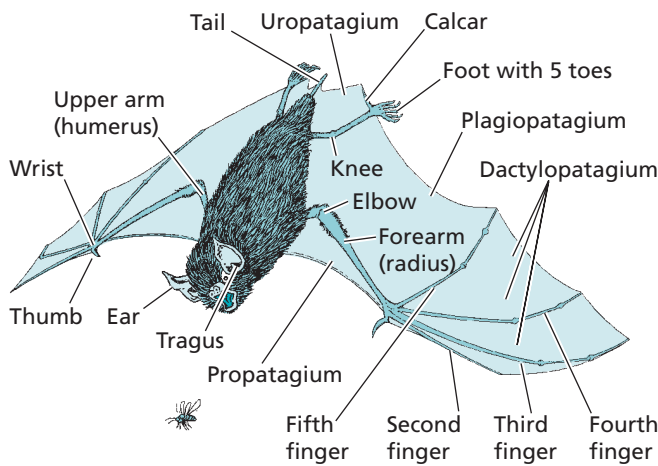 Tail
Uropatagium
Calcar
Foot with 5 toes
Upper arm
(humerus)
Plagiopatagium
Wrist
Knee
Dactylopatagium
Elbow
Forearm
(radius)
Thumb
Ear
Tragus
Propatagium
Fifth
finger
Second
finger
Third
finger
Fourth
finger